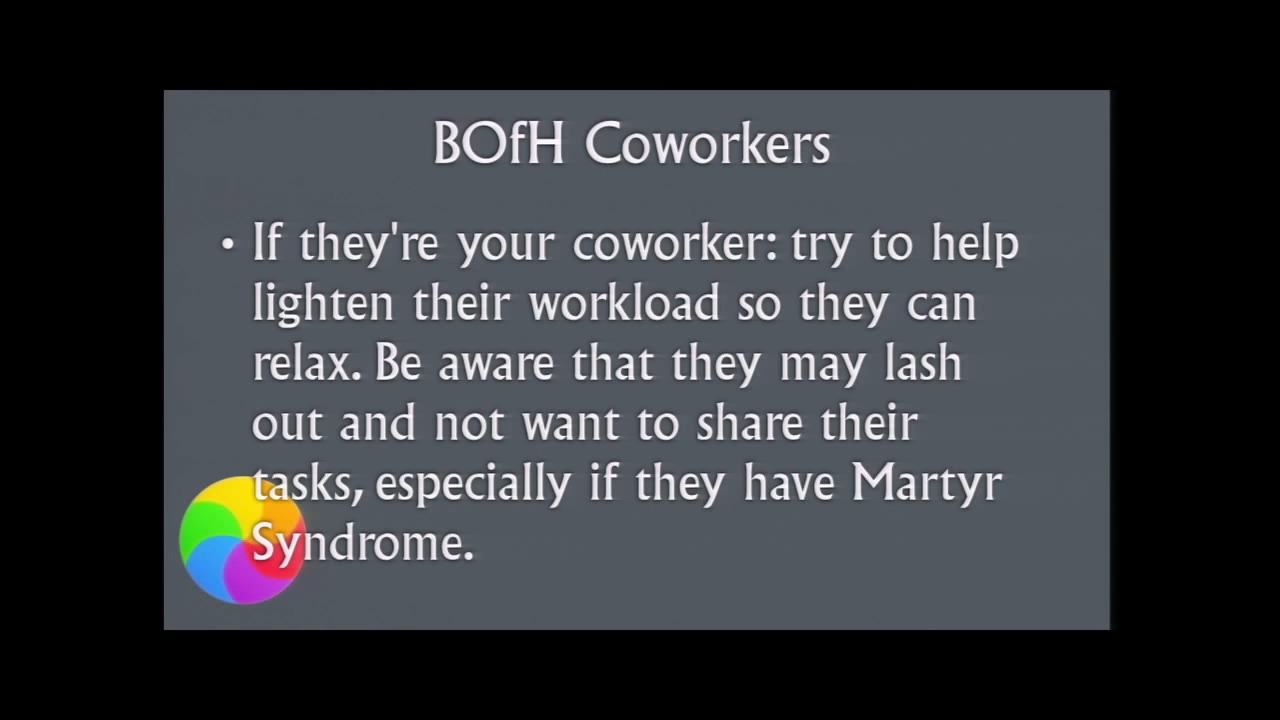 BOfH Coworkers
• If they're your coworker: try to help
lighten their workload so they can
relax. Be aware that they may lash
out and not want to share their
tasks, especially if they have Martyr
Syndrome.